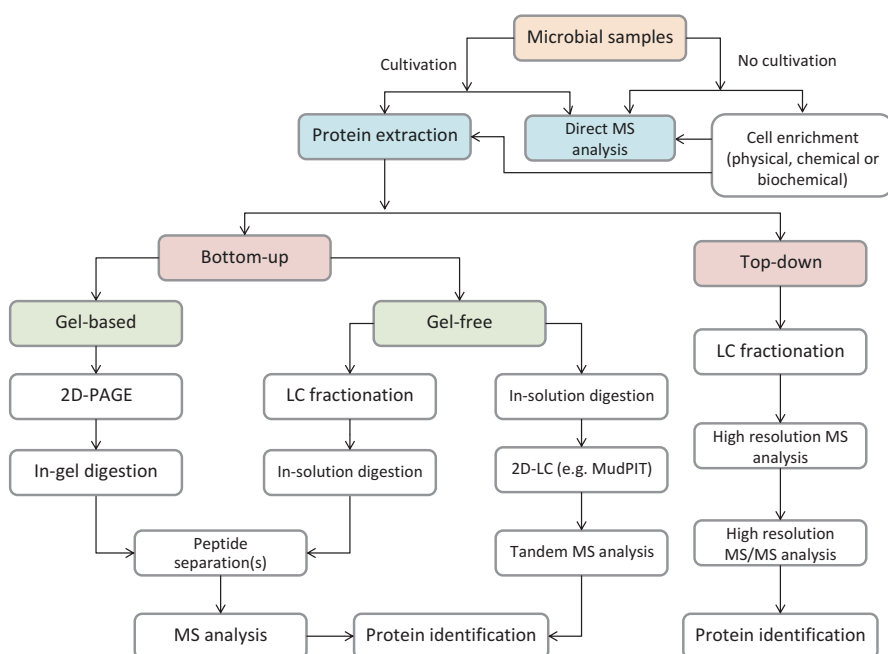 Microbial samples
Cultivation
No cultivation
Protein extraction
Direct MS
analysis
Cell enrichment
(physical, chemical or
biochemical)
Bottom-up
Top-down
Gel-based
Gel-free
LC fractionation
2D-PAGE
LC fractionation
In-solution digestion
High resolution MS
analysis
In-gel digestion
In-solution digestion
2D-LC (e.g. MudPIT)
Peptide
separation(s)
Tandem MS analysis
High resolution
MS/MS analysis
MS analysis
Protein identification
Protein identification